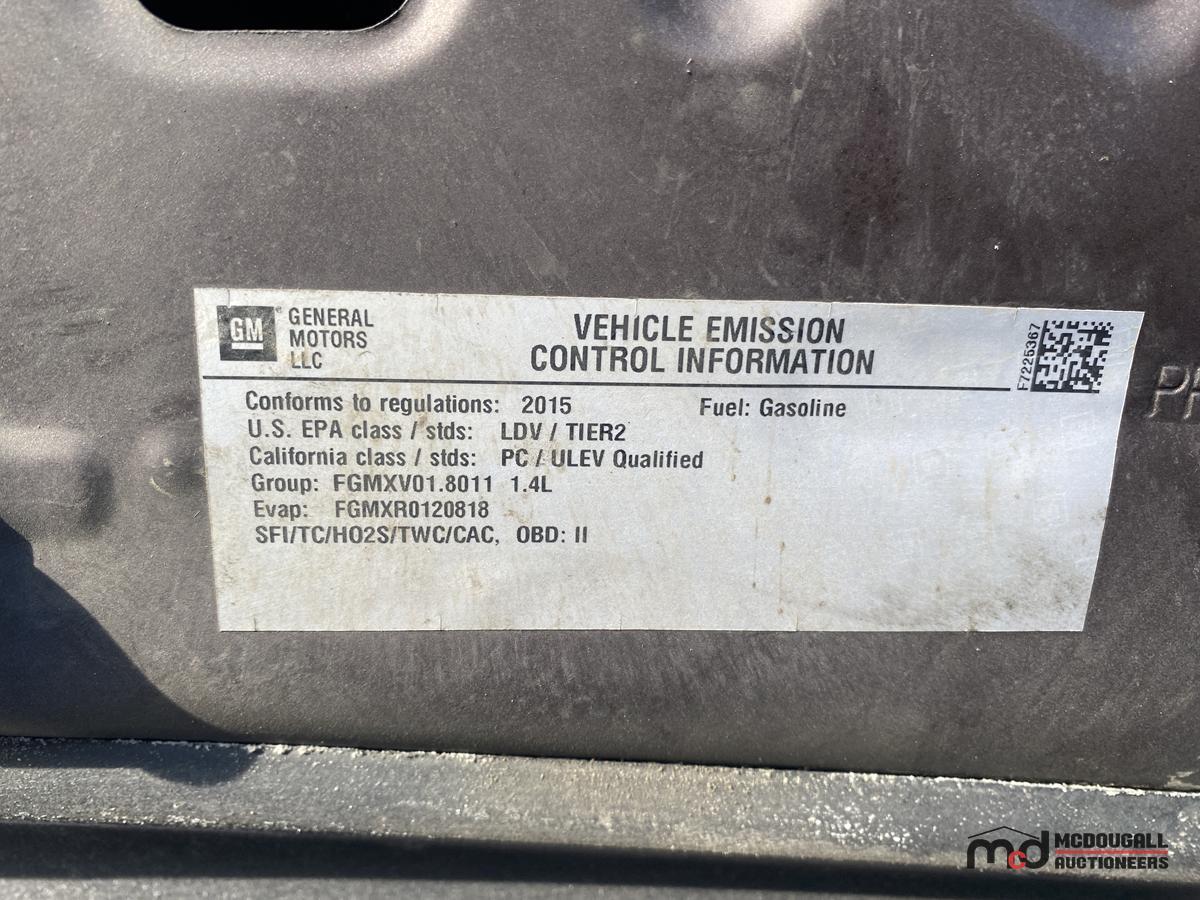 GM
GENERAL
MOTORS
LLC
VEHICLE EMISSION
CONTROL INFORMATION
F7225367
Conforms to regulations: 2015 Fuel: Gasoline
U.S. EPA class / stds: LDV / TIER2
California class / stds: PC / ULEV Qualified
Group: FGMXV01.8011 1.4L
Evap: FGMXR0120818
SFI/TC/HO2S/TWC/CAC, OBD: II
mcd MCDOUGALL
AUCTIONEERS